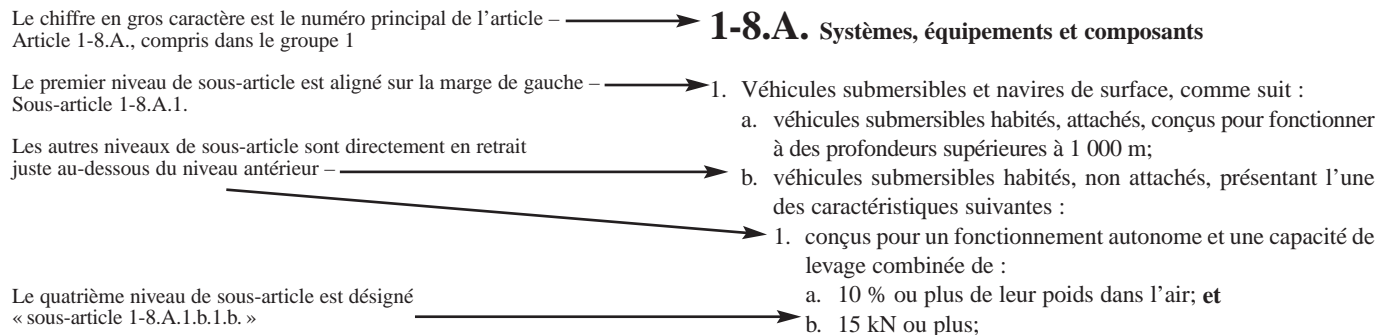 Le chiffre en gros caractère est le numéro principal de l'article –
Article 1-8.A., compris dans le groupe 1
1-8.A. Systèmes, équipements et composants
Le premier niveau de sous-article est aligné sur la marge de gauche –
Sous-article 1-8.A.1.
1. Véhicules submersibles et navires de surface, comme suit :
a. véhicules submersibles habités, attachés, conçus pour fonctionner
à des profondeurs supérieures à 1 000 m;
Les autres niveaux de sous-article sont directement en retrait
juste au-dessous du niveau antérieur –
b. véhicules submersibles habités, non attachés, présentant l'une
des caractéristiques suivantes :
1. conçus pour un fonctionnement autonome et une capacité de
levage combinée de :
a. 10 % ou plus de leur poids dans l'air; et
Le quatrième niveau de sous-article est désigné
« sous-article 1-8.A.1.b.1.b. »
b. 15 kN ou plus;